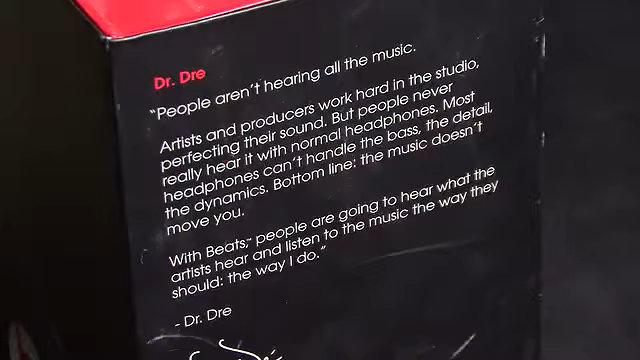 Dr. Dre
"People aren't hearing all the music.
Artists and producers work hard in the studio,
perfecting their sound. But people never
really hear it with normal headphones. Most
headphones can't handle the bass, the detail,
the dynamics. Bottom line: the music doesn't
move you.
With Beats, people are going to hear what the
artists hear and listen to the music the way they
should: the way I do."
- Dr. Dre